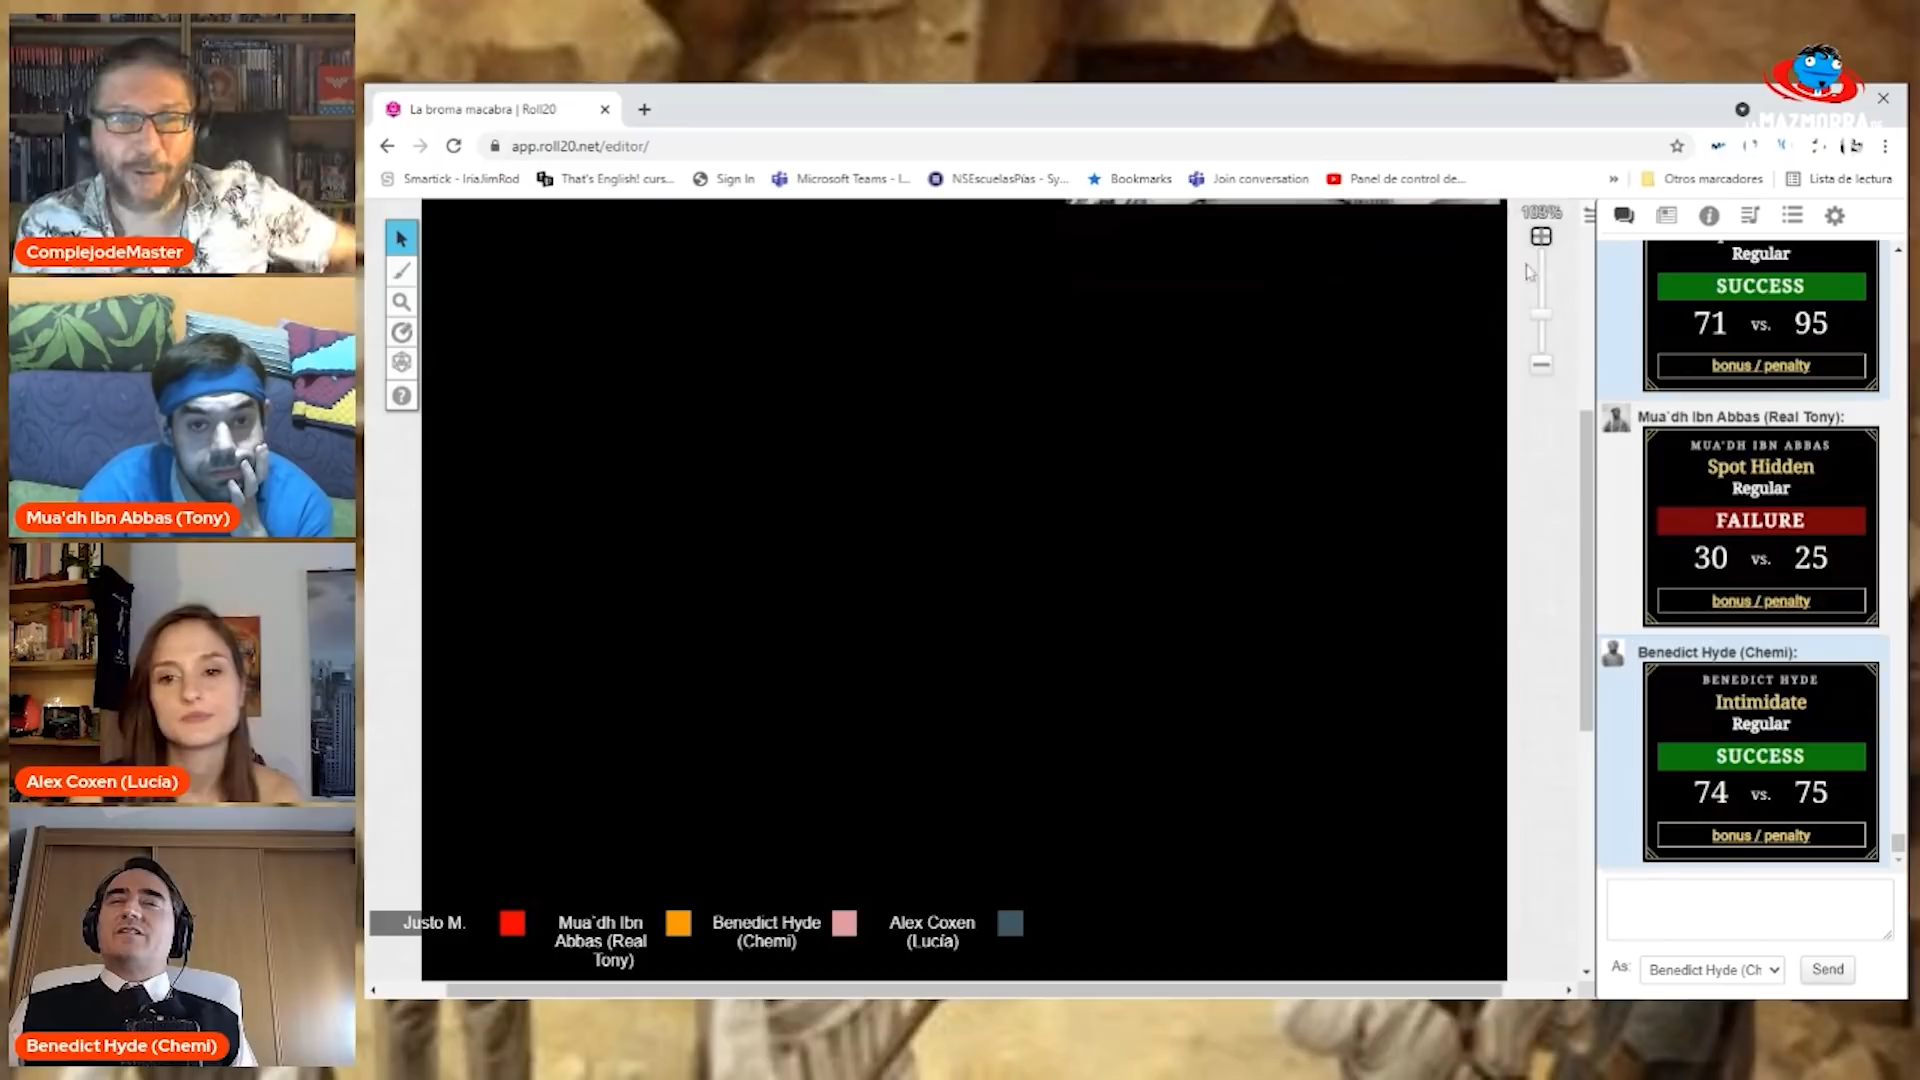 ComplejodeMaster
Mua'dh Ibn Abbas (Tony)
Alex Coxen (Lucía)
Benedict Hyde (Chemi)
La broma macabra | Roll20
MAZMORRA DE
app.roll20.net/editor/
Smartick - IriaJimRod
That's English! curs...
Sign In
Microsoft Teams - I...
NSEscuelasPías - Sy...
Bookmarks
Join conversation
Panel de control de...
»
Otros marcadores
Lista de lectura
Regular
SUCCESS
71 vs. 95
bonus / penalty
Mua`dh Ibn Abbas (Real Tony):
MUA'DH IBN ABBAS
Spot Hidden
Regular
FAILURE
30 vs. 25
bonus / penalty
Benedict Hyde (Chemi):
BENEDICT HYDE
Intimidate
Regular
SUCCESS
74 vs. 75
bonus / penalty
Justo M.
Mua`dh Ibn
Abbas (Real
Tony)
Benedict Hyde
(Chemi)
Alex Coxen
(Lucía)
As:
Benedict Hyde (Ch
Send